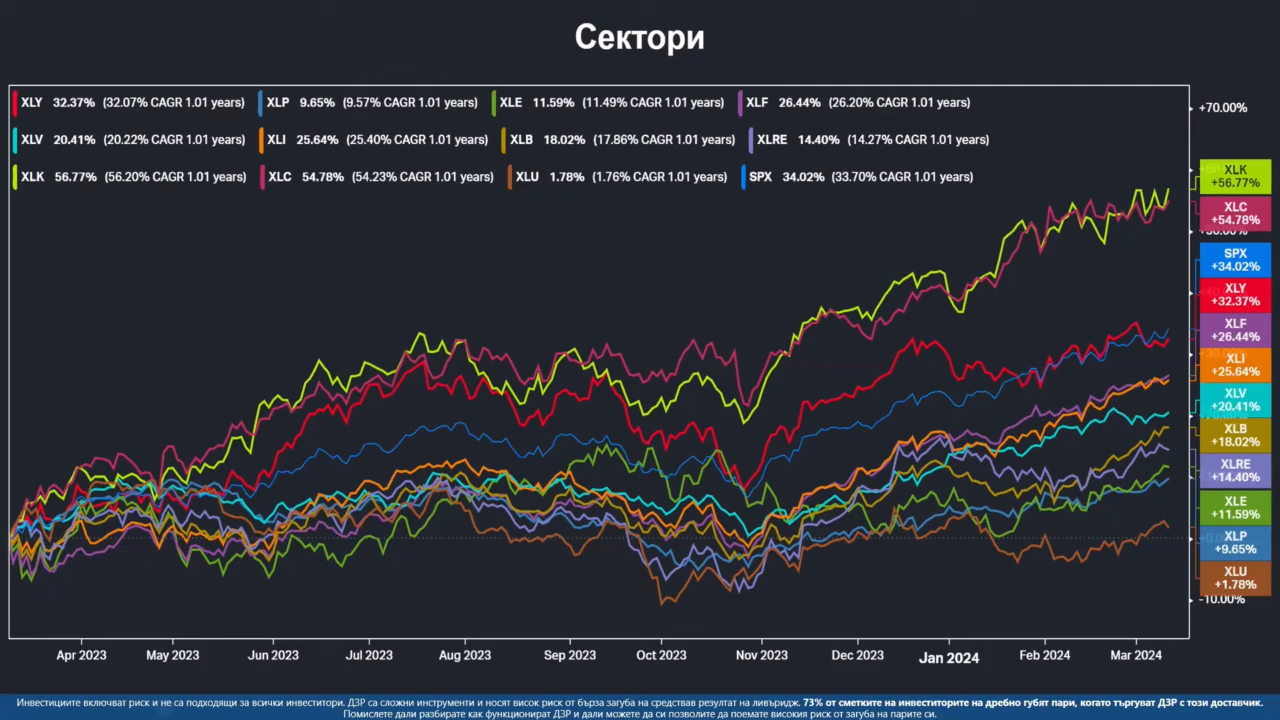 Сектори
XLY 32.37% (32.07% CAGR 1.01 years) XLP 9.65% (9.57% CAGR 1.01 years) XLE 11.59% (11.49% CAGR 1.01 years) XLF 26.44% (26.20% CAGR 1.01 years)
XLV 20.41% (20.22% CAGR 1.01 years) XLI 25.64% (25.40% CAGR 1.01 years) XLB 18.02% (17.86% CAGR 1.01 years) XLRE 14.40% (14.27% CAGR 1.01 years)
XLK 56.77% (56.20% CAGR 1.01 years) XLC 54.78% (54.23% CAGR 1.01 years) XLU 1.78% (1.76% CAGR 1.01 years) SPX 34.02% (33.70% CAGR 1.01 years)
+70.00%
XLK
+56.77%
XLC
+54.78%
SPX
+34.02%
XLY
+32.37%
XLF
+26.44%
XLI
+25.64%
XLV
+20.41%
XLB
+18.02%
XLRE
+14.40%
XLE
+11.59%
XLP
+9.65%
XLU
+1.78%
-10.00%
Apr 2023 May 2023 Jun 2023 Jul 2023 Aug 2023 Sep 2023 Oct 2023 Nov 2023 Dec 2023 Jan 2024 Feb 2024 Mar 2024
Инвестициите включват риск и не са подходящи за всички инвеститори. ДЗР са сложни инструменти и носят висок риск от бърза загуба на средствав резултат на ливъридж. 73% от сметките на инвеститорите на дребно губят пари, когато търгуват ДЗР с този доставчик.
Помислете дали разбирате как функционират ДЗР и дали можете да си позволите да поемате високия риск от загуба на парите си.